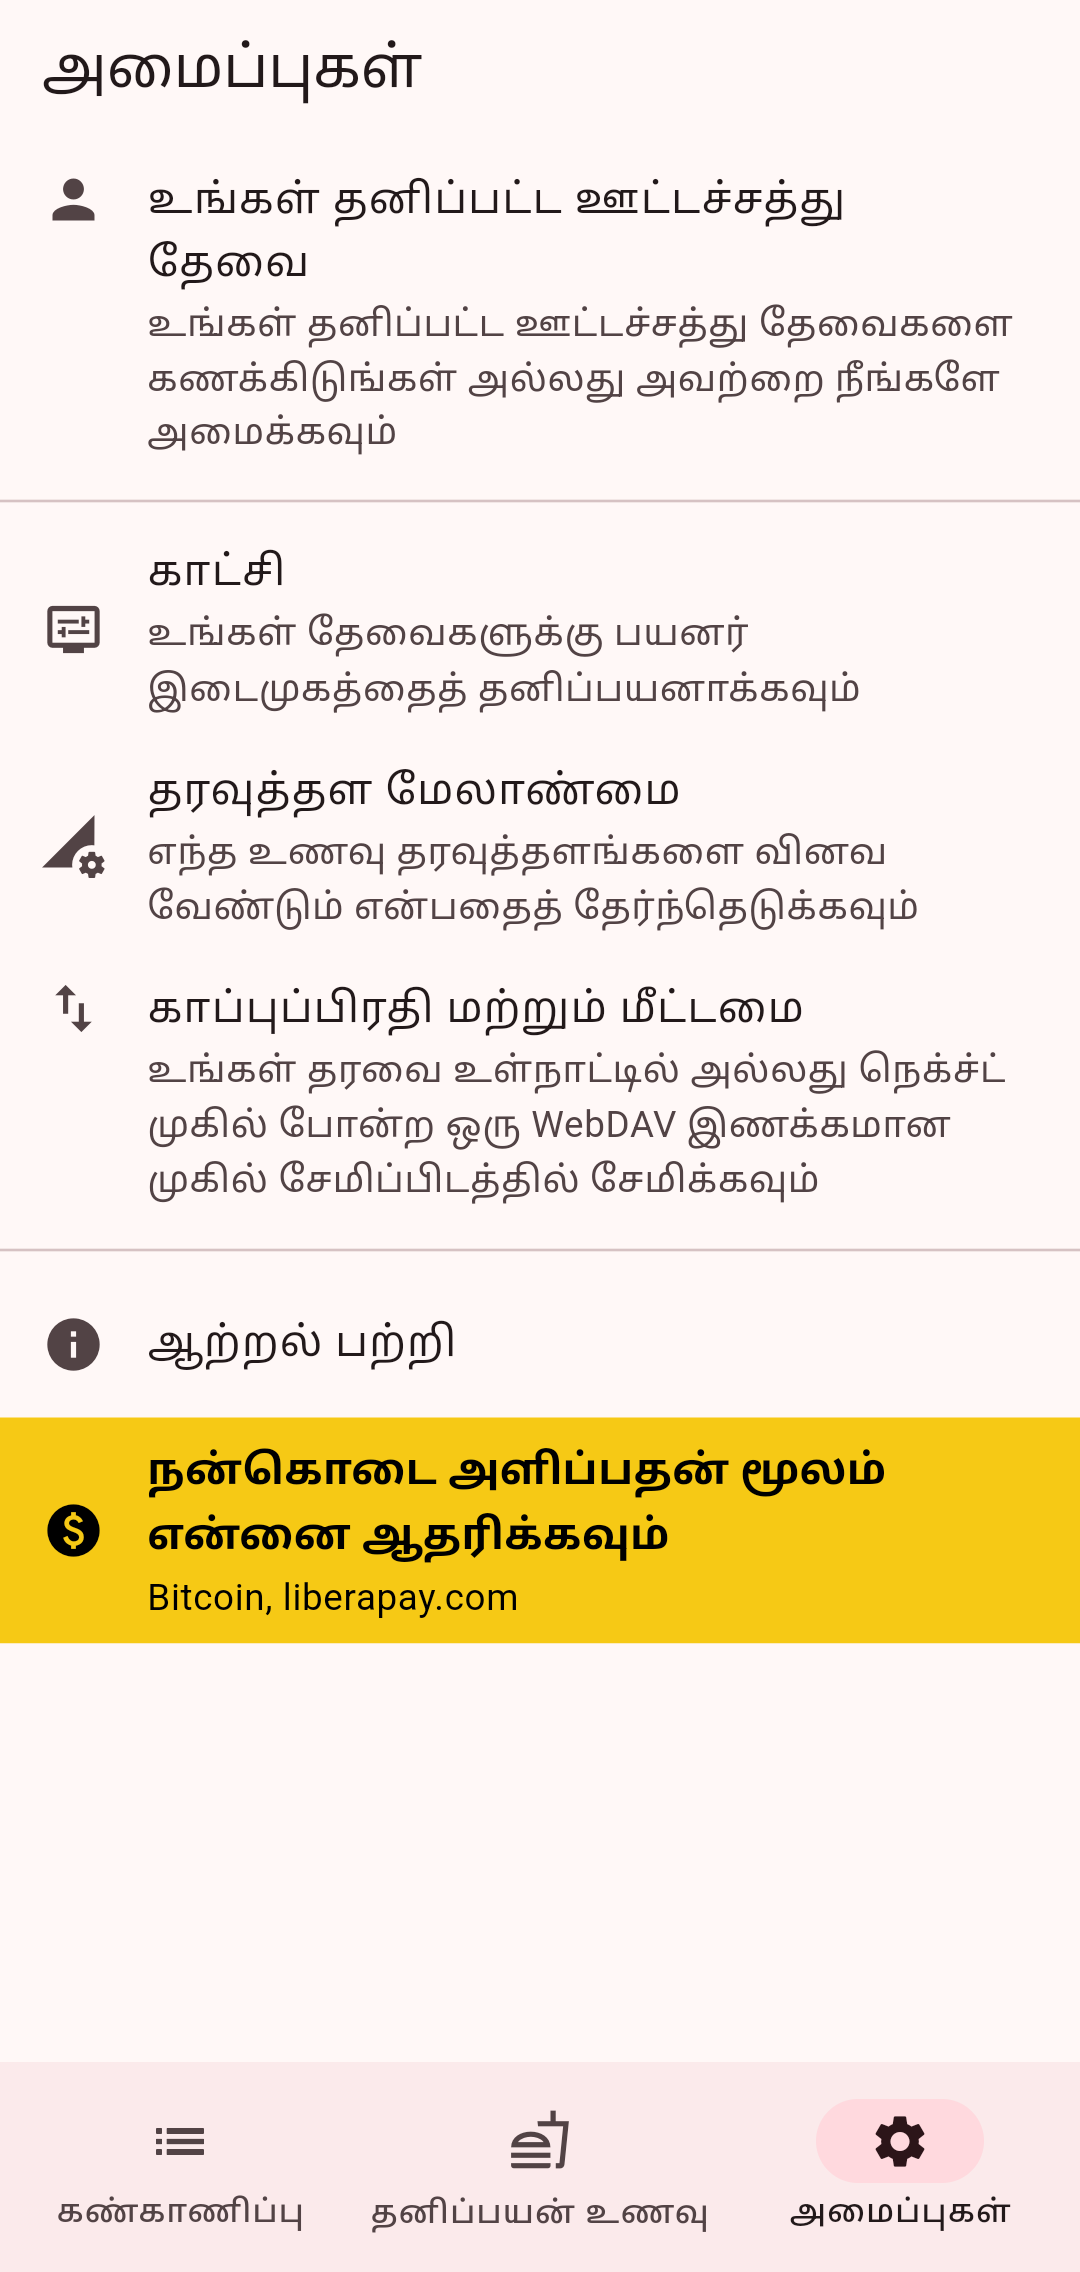 அமைப்புகள்
உங்கள் தனிப்பட்ட ஊட்டச்சத்து
தேவை
உங்கள் தனிப்பட்ட ஊட்டச்சத்து தேவைகளை
கணக்கிடுங்கள் அல்லது அவற்றை நீங்களே
அமைக்கவும்
காட்சி
உங்கள் தேவைகளுக்கு பயனர்
இடைமுகத்தைத் தனிப்பயனாக்கவும்
தரவுத்தள மேலாண்மை
எந்த உணவு தரவுத்தளங்களை வினவ
வேண்டும் என்பதைத் தேர்ந்தெடுக்கவும்
காப்புப்பிரதி மற்றும் மீட்டமை
உங்கள் தரவை உள்நாட்டில் அல்லது நெக்ச்ட்
முகில் போன்ற ஒரு WebDAV இணக்கமான
முகில் சேமிப்பிடத்தில் சேமிக்கவும்
ஆற்றல் பற்றி
நன்கொடை அளிப்பதன் மூலம்
என்னை ஆதரிக்கவும்
Bitcoin, liberapay.com
கண்காணிப்பு
தனிப்பயன் உணவு
அமைப்புகள்